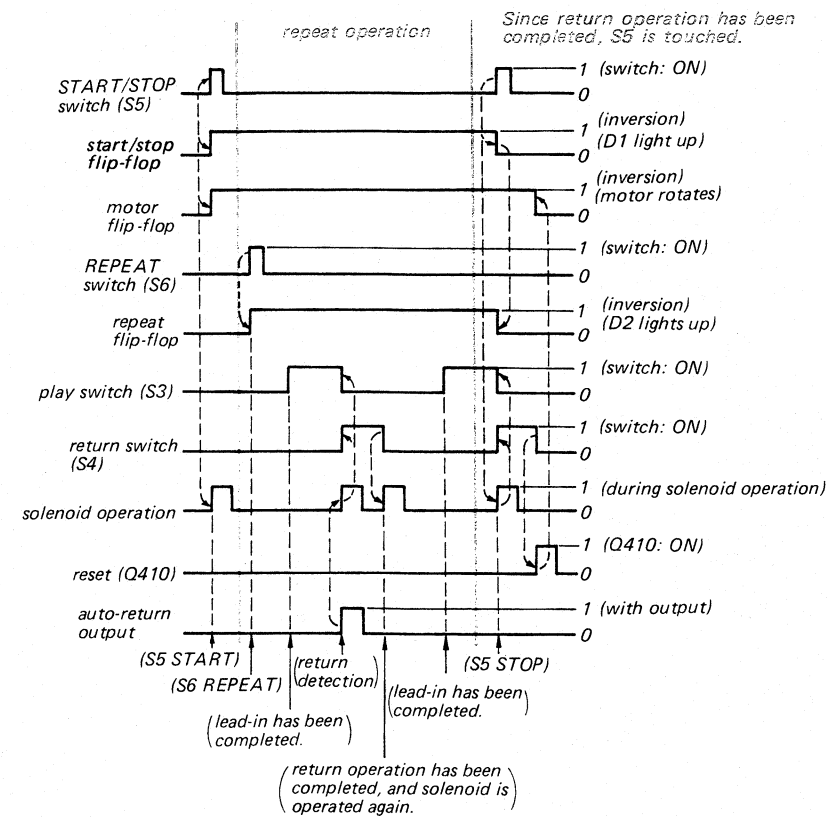 repeat operation
Since return operation has been
completed, S5 is touched.
START/STOP
switch (S5)
1 (switch: ON)
0
start/stop
flip-flop
1 (inversion)
(D1 light up)
0
motor
flip-flop
1 (inversion)
(motor rotates)
0
REPEAT
switch (S6)
1 (switch: ON)
0
repeat
flip-flop
1 (inversion)
(D2 lights up)
0
play switch (S3)
1 (switch: ON)
0
return switch
(S4)
1 (switch: ON)
0
solenoid operation
1 (during solenoid operation)
0
reset (Q410)
1 (Q410: ON)
0
auto-return
output
1 (with output)
0
(S5 START)
(S6 REPEAT)
(return
detection)
(S5 STOP)
(lead-in has been
completed.)
(lead-in has been
completed.)
(return operation has been
completed, and solenoid is
operated again.)